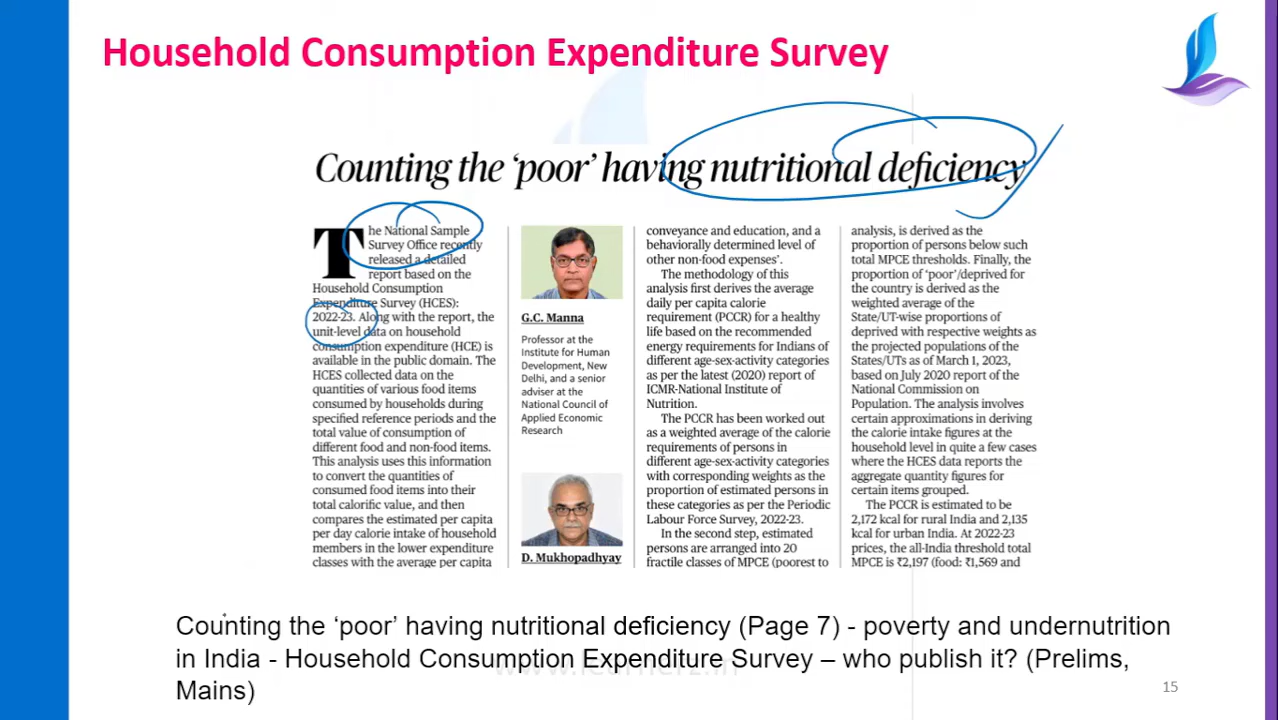 Household Consumption Expenditure Survey
Counting the ‘poor’ having nutritional deficiency
The National Sample
Survey Office recently
released a detailed
report based on the
Household Consumption
Expenditure Survey (HCES):
2022-23. Along with the report, the
unit-level data on household
consumption expenditure (HCE) is
available in the public domain. The
HCES collected data on the
quantities of various food items
consumed by households during
specified reference periods and the
total value of consumption of
different food and non-food items.
This analysis uses this information
to convert the quantities of
consumed food items into their
total calorific value, and then
compares the estimated per capita
per day calorie intake of household
members in the lower expenditure
classes with the average per capita
G.C. Manna
Professor at the
Institute for Human
Development, New
Delhi, and a senior
adviser at the
National Council of
Applied Economic
Research
D. Mukhopadhyay
conveyance and education, and a
behaviorally determined level of
other non-food expenses’.
The methodology of this
analysis first derives the average
daily per capita calorie
requirement (PCCR) for a healthy
life based on the recommended
energy requirements for Indians of
different age-sex-activity categories
as per the latest (2020) report of
ICMR-National Institute of
Nutrition.
The PCCR has been worked out
as a weighted average of the calorie
requirements of persons in
different age-sex-activity categories
with corresponding weights as the
proportion of estimated persons in
these categories as per the Periodic
Labour Force Survey, 2022-23.
In the second step, estimated
persons are arranged into 20
fractile classes of MPCE (poorest to
analysis, is derived as the
proportion of persons below such
total MPCE thresholds. Finally, the
proportion of ‘poor’/deprived for
the country is derived as the
weighted average of the
State/UT-wise proportions of
deprived with respective weights as
the projected populations of the
States/UTs as of March 1, 2023,
based on July 2020 report of the
National Commission on
Population. The analysis involves
certain approximations in deriving
the calorie intake figures at the
household level in quite a few cases
where the HCES data reports the
aggregate quantity figures for
certain items grouped.
The PCCR is estimated to be
2,172 kcal for rural India and 2,135
kcal for urban India. At 2022-23
prices, the all-India threshold total
MPCE is ₹2,197 (food: ₹1,569 and
Counting the ‘poor’ having nutritional deficiency (Page 7) - poverty and undernutrition
in India - Household Consumption Expenditure Survey – who publish it? (Prelims,
Mains)
15